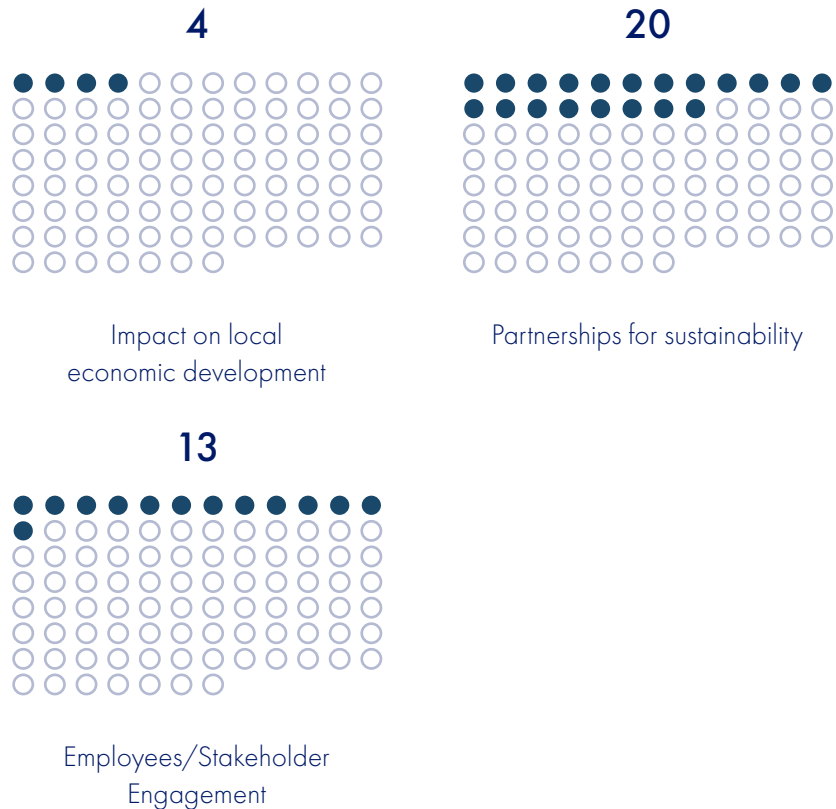 4
Impact on local
economic development
20
Partnerships for sustainability
13
Employees/Stakeholder
Engagement